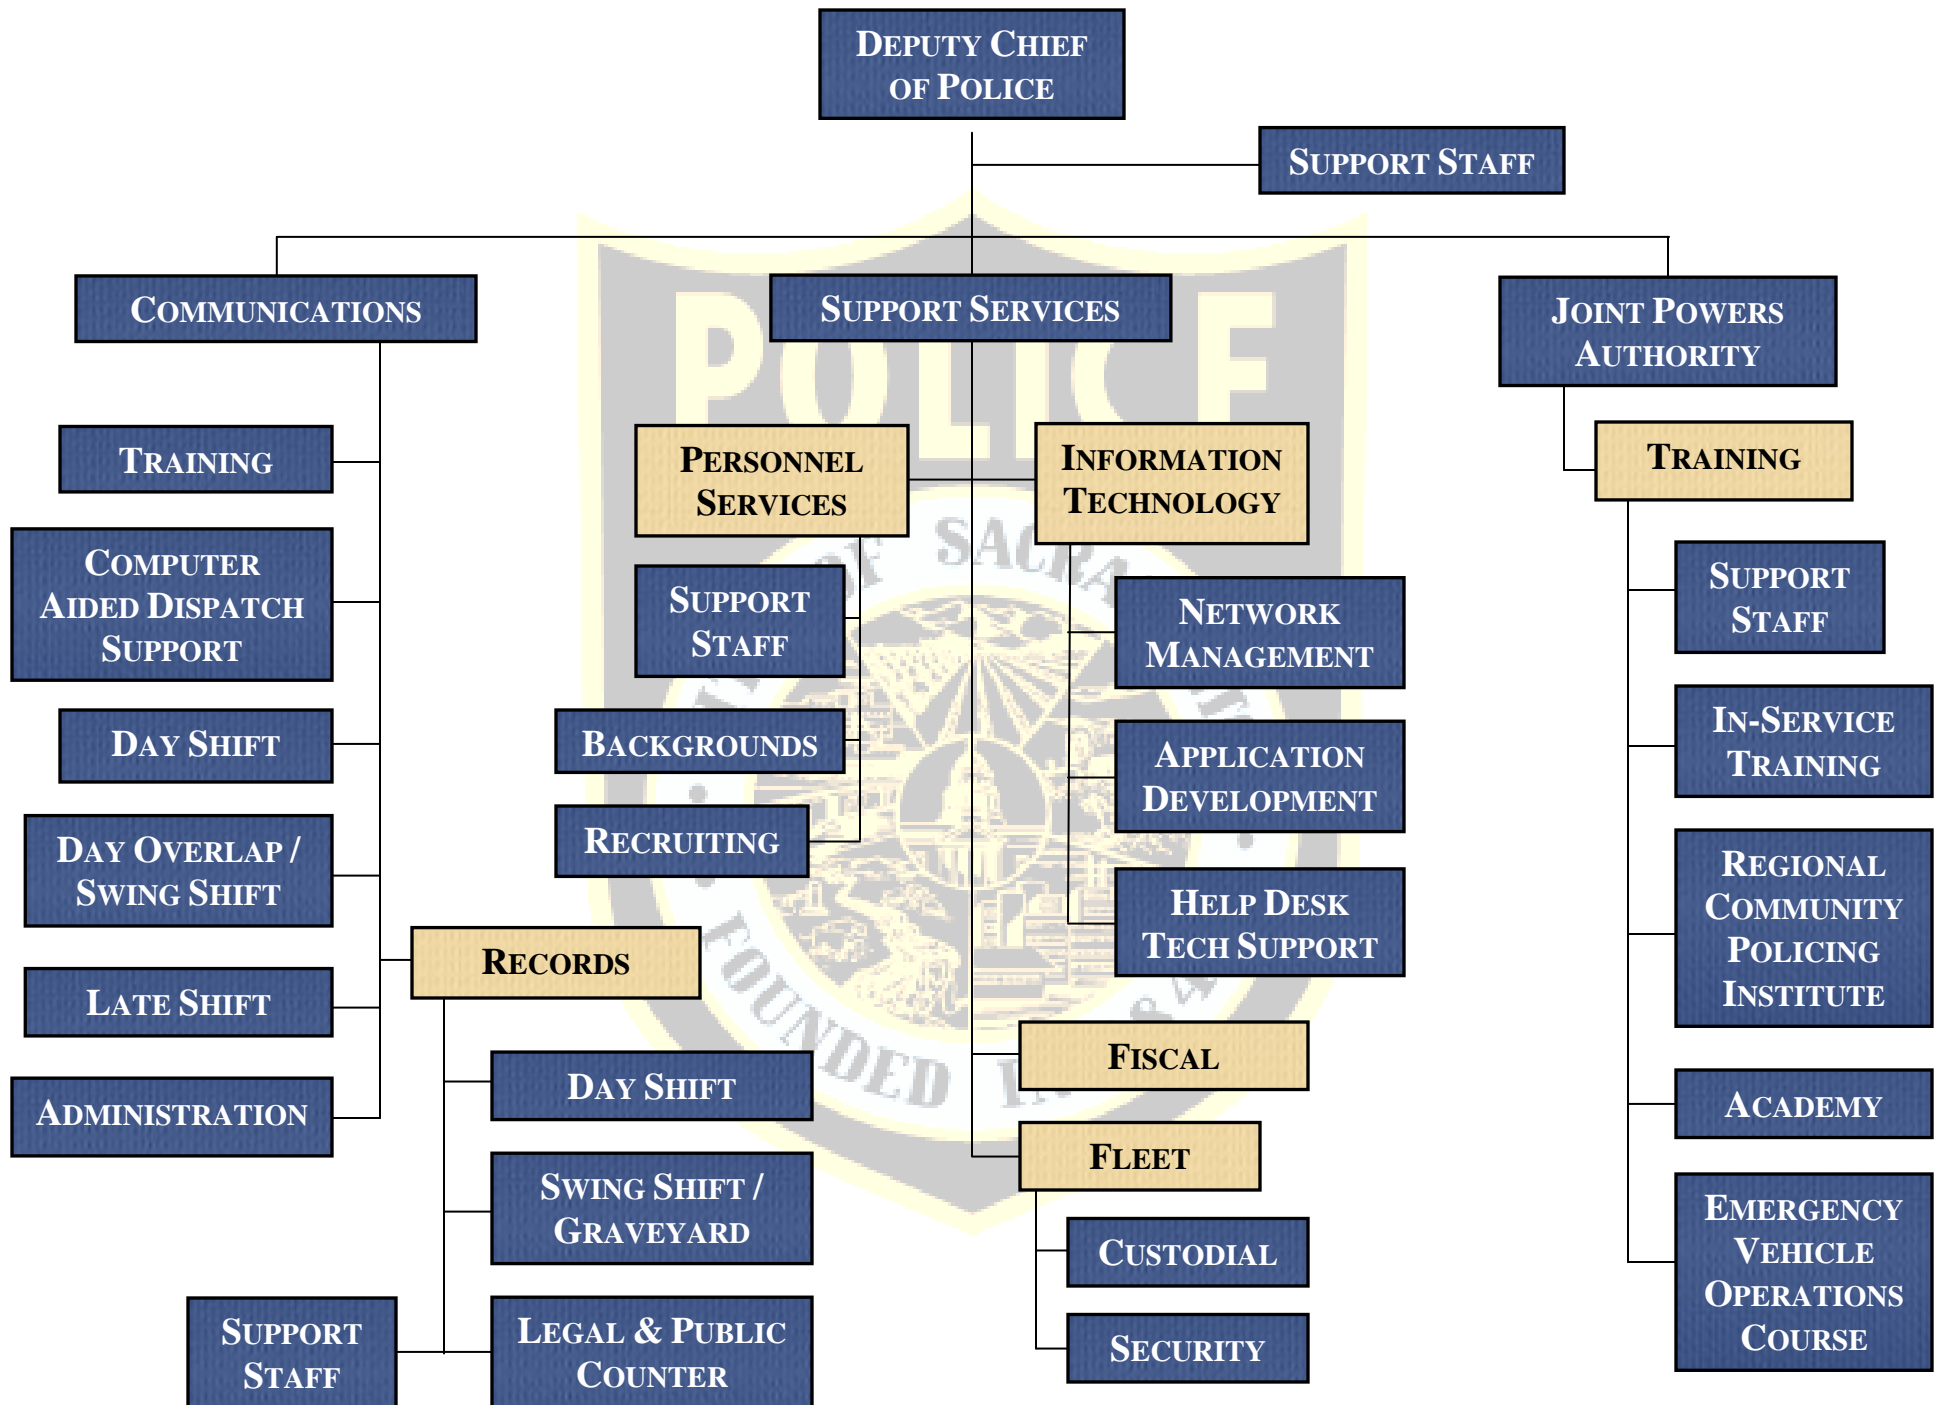 DEPUTY CHIEF
OF POLICE
SUPPORT STAFF
COMMUNICATIONS
SUPPORT SERVICES
JOINT POWERS
AUTHORITY
TRAINING
COMPUTER
AIDED DISPATCH
SUPPORT
DAY SHIFT
DAY OVERLAP /
SWING SHIFT
LATE SHIFT
ADMINISTRATION
RECORDS
DAY SHIFT
SWING SHIFT /
GRAVEYARD
LEGAL & PUBLIC
COUNTER
SUPPORT
STAFF
PERSONNEL
SERVICES
SUPPORT
STAFF
BACKGROUNDS
RECRUITING
INFORMATION
TECHNOLOGY
NETWORK
MANAGEMENT
APPLICATION
DEVELOPMENT
HELP DESK
TECH SUPPORT
FISCAL
FLEET
CUSTODIAL
SECURITY
TRAINING
SUPPORT
STAFF
IN-SERVICE
TRAINING
REGIONAL
COMMUNITY
POLICING
INSTITUTE
ACADEMY
EMERGENCY
VEHICLE
OPERATIONS
COURSE
POLICE
OF
FOUNDED